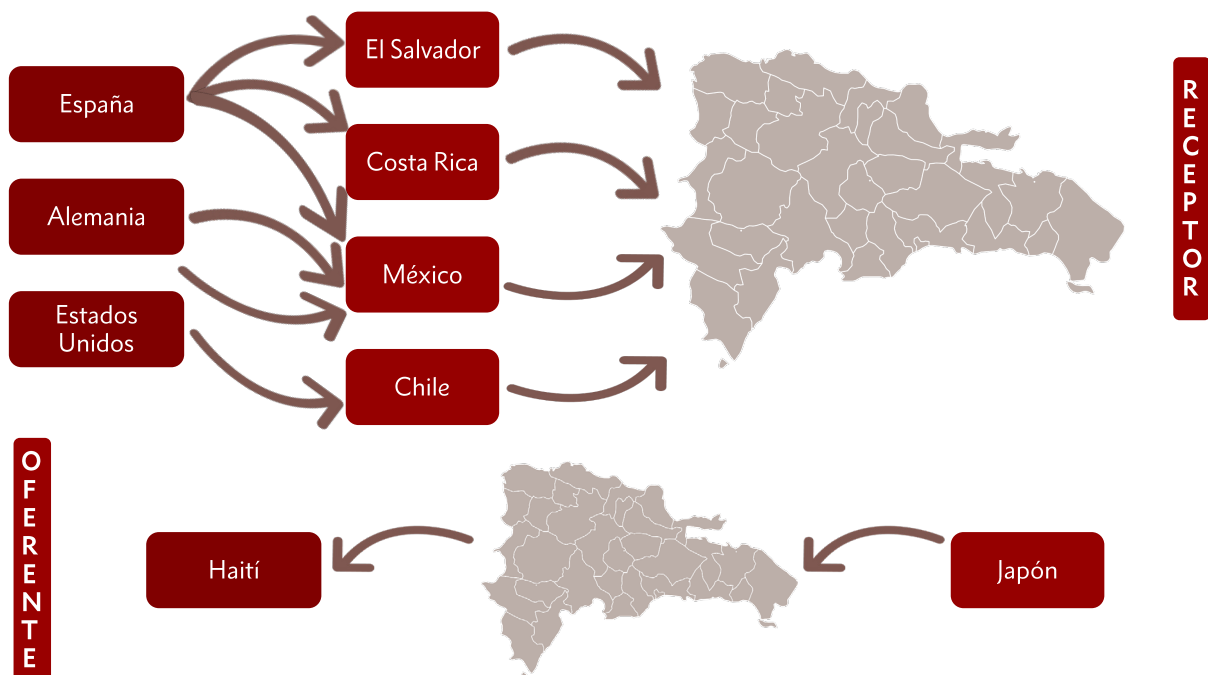 España
Alemania
Estados
Unidos
El Salvador
Costa Rica
México
Chile
RECEPTOR
OFERENTE
Haití
Japón